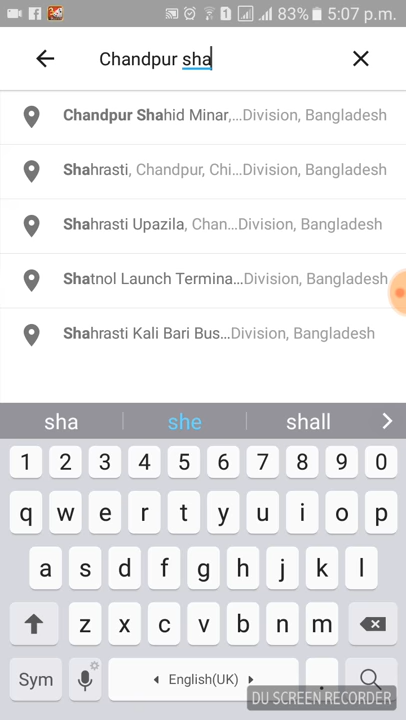 83% 5:07 p.m.
Chandpur sha
Chandpur Shahid Minar,...Division, Bangladesh
Shahrasti, Chandpur, Chi...Division, Bangladesh
Shahrasti Upazila, Chan...Division, Bangladesh
Shatnol Launch Termina...Division, Bangladesh
Shahrasti Kali Bari Bus...Division, Bangladesh
sha she shall
1 2 3 4 5 6 7 8 9 0
q w e r t y u i o p
a s d f g h j k l
z x c v b n m
Sym English(UK) .
DU SCREEN RECORDER